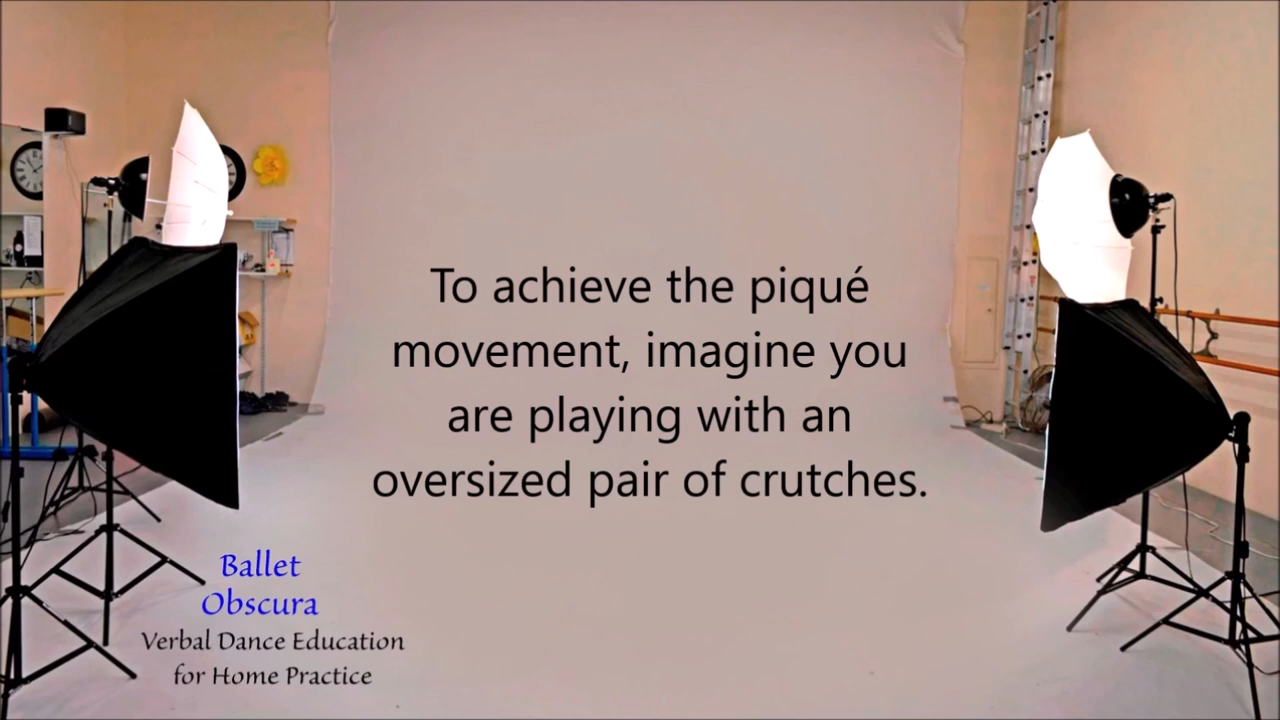 To achieve the piqué
movement, imagine you
are playing with an
oversized pair of crutches.
Ballet
Obscura
Verbal Dance Education
for Home Practice